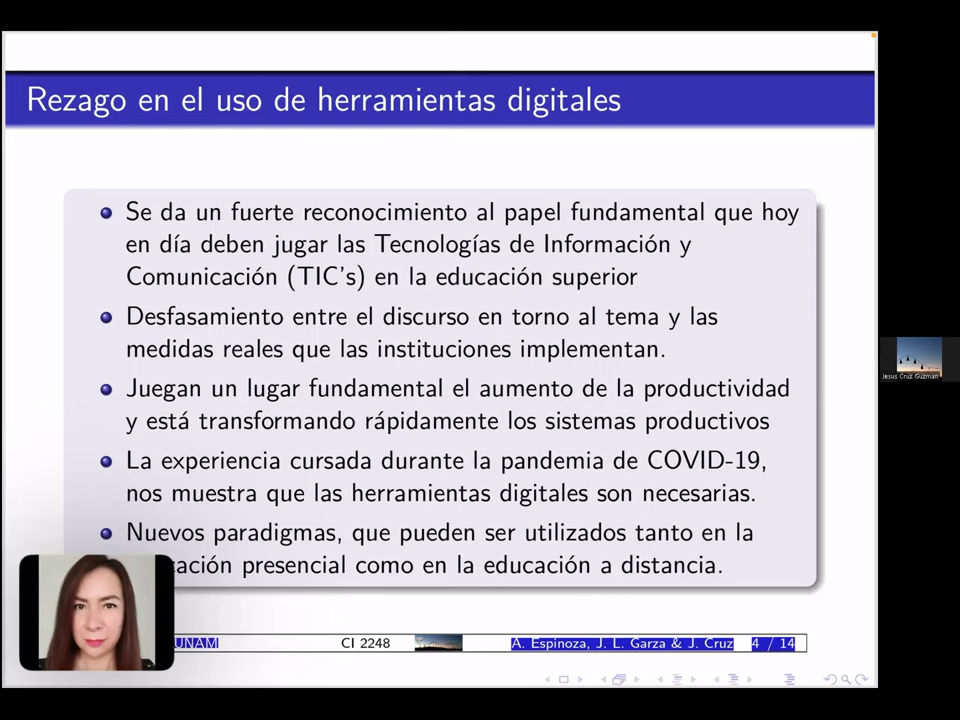 Rezago en el uso de herramientas digitales
Se da un fuerte reconocimiento al papel fundamental que hoy
en día deben jugar las Tecnologías de Información y
Comunicación (TIC's) en la educación superior
Desfasamiento entre el discurso en torno al tema y las
medidas reales que las instituciones implementan.
Juegan un lugar fundamental el aumento de la productividad
y está transformando rápidamente los sistemas productivos
La experiencia cursada durante la pandemia de COVID-19,
nos muestra que las herramientas digitales son necesarias.
Nuevos paradigmas, que pueden ser utilizados tanto en la
presencial como en la educación a distancia.
UNAM CI 2248 A. Espinoza, J. L. Garza & J. Cruz 4 / 14
Jesus Cruz Guzman